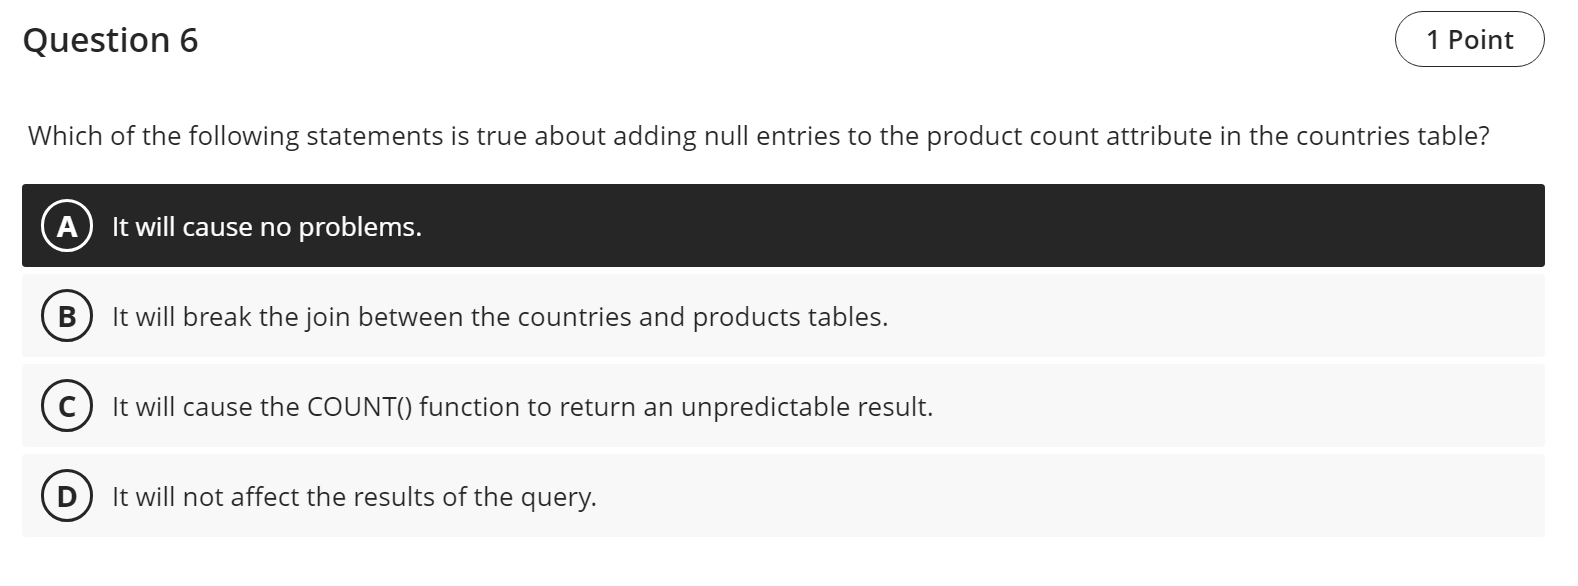 Question 6
1 Point
Which of the following statements is true about adding null entries to the product count attribute in the countries table?
A It will cause no problems.
B It will break the join between the countries and products tables.
C It will cause the COUNT() function to return an unpredictable result.
D It will not affect the results of the query.